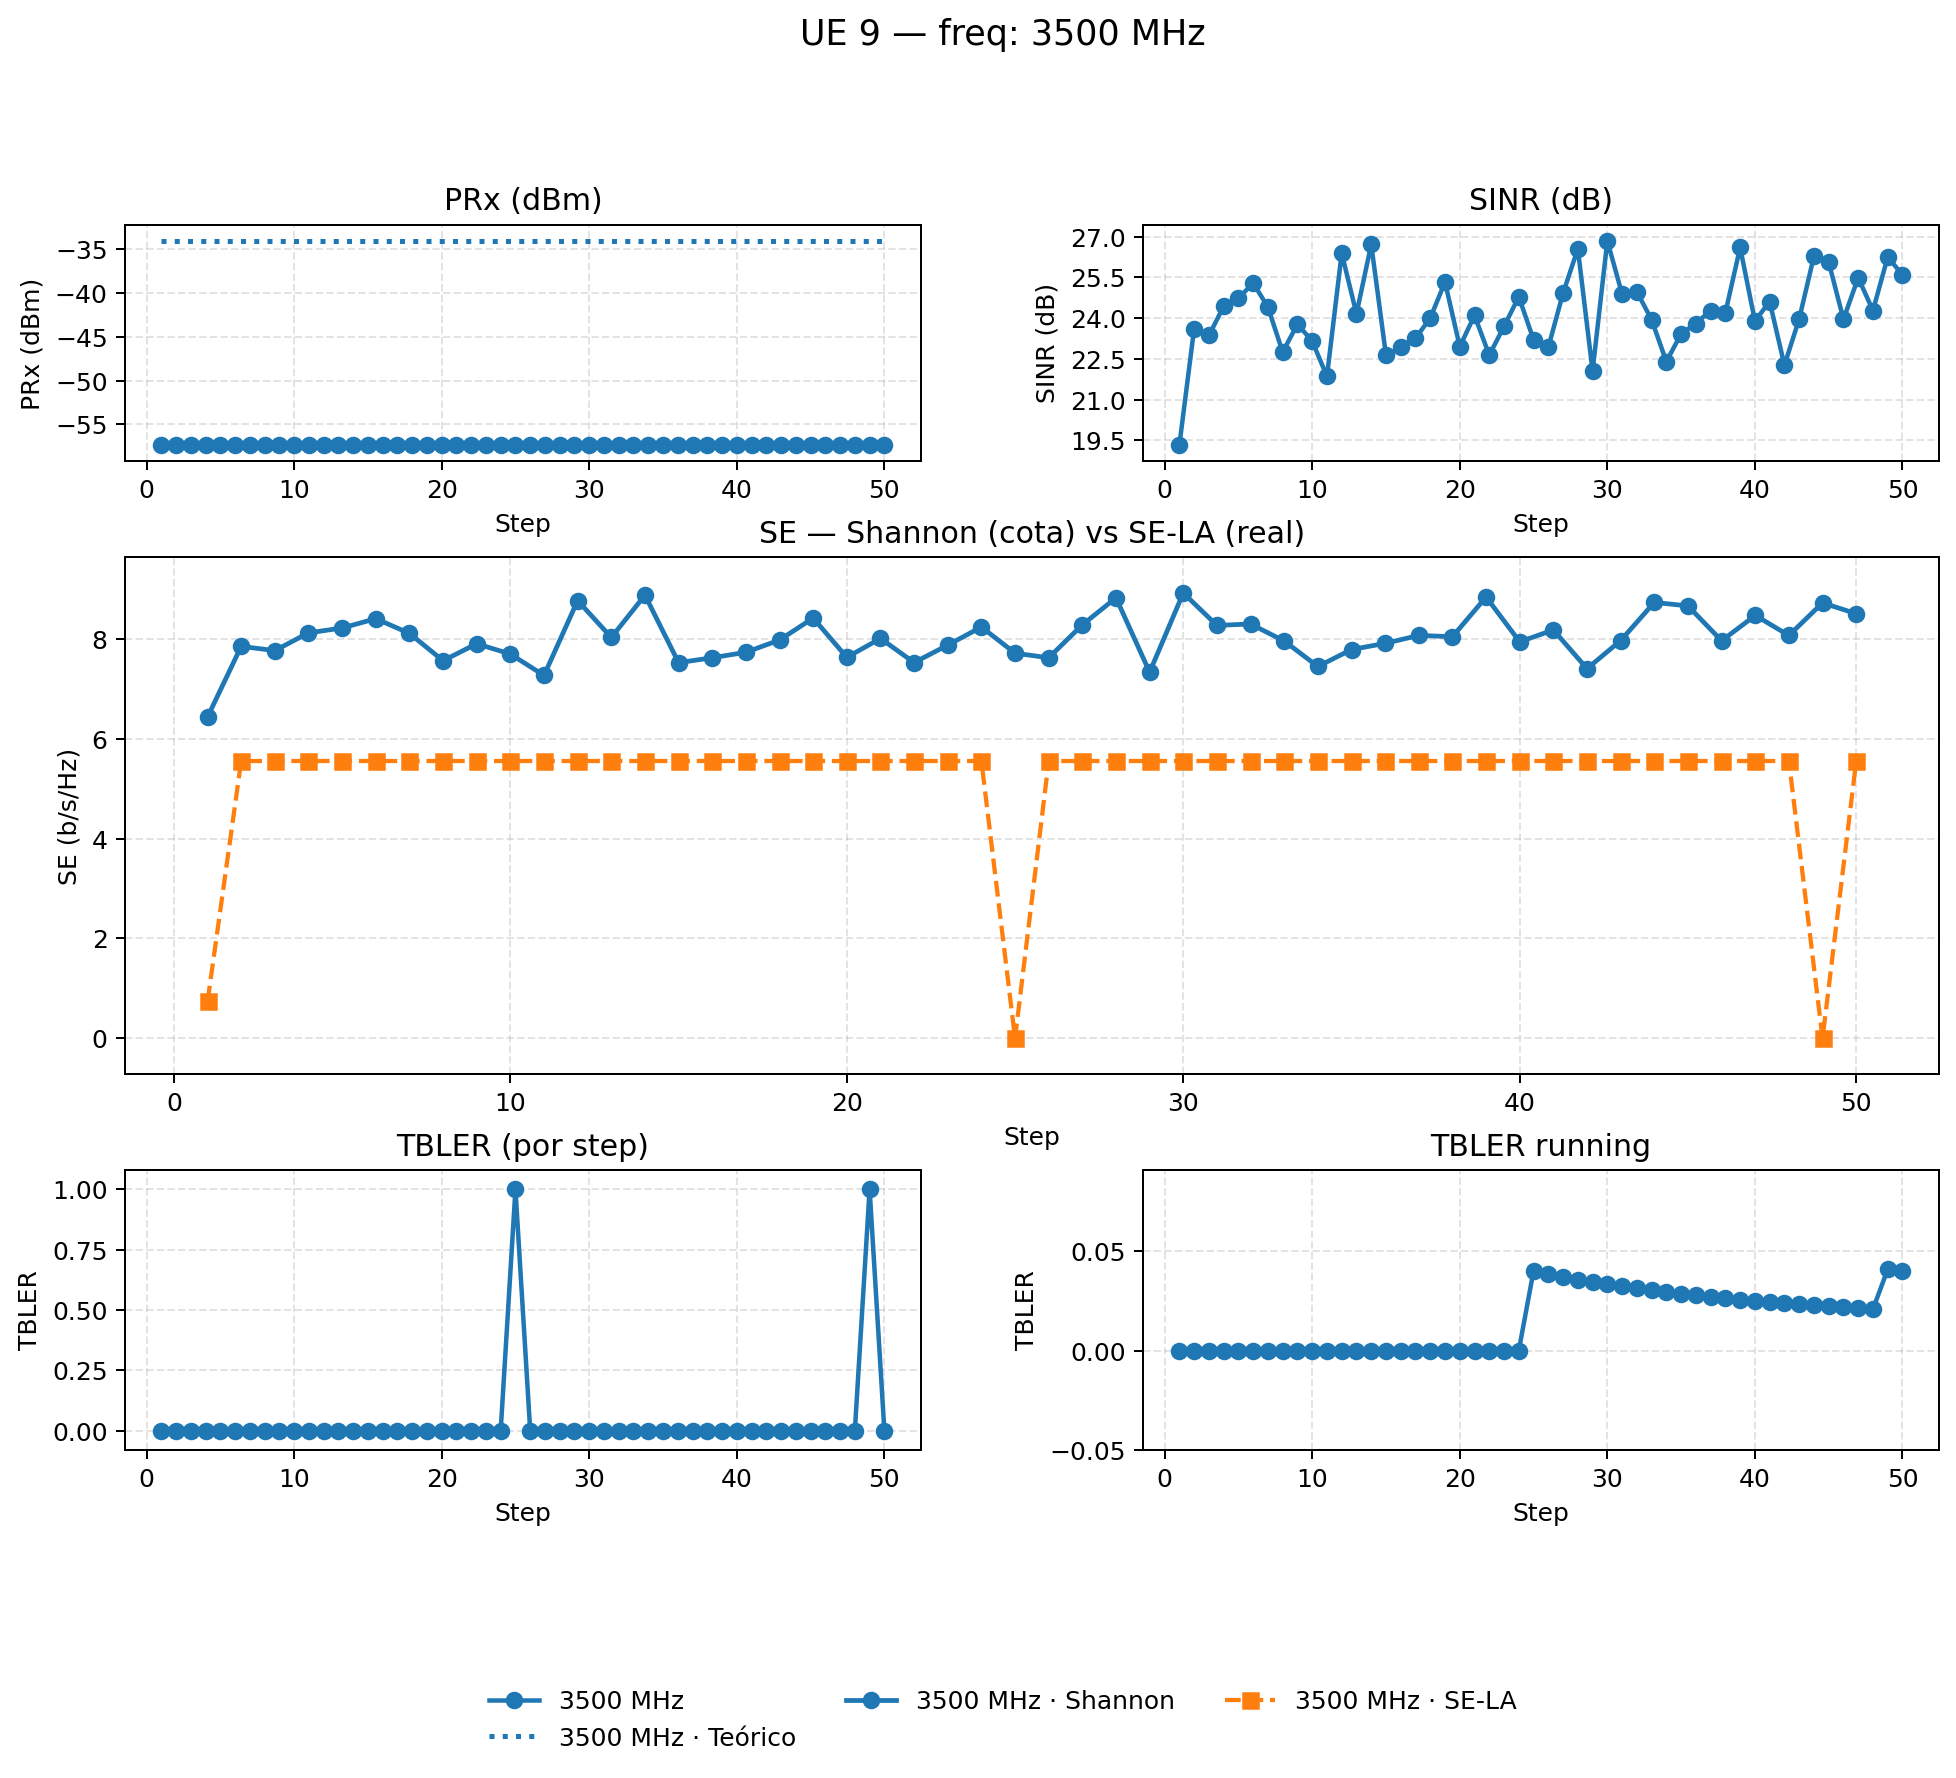 UE 9 — freq: 3500 MHz
PRx (dBm)
PRx (dBm)
−35
−40
−45
−50
−55
0 10 20 30 40 50
Step
SINR (dB)
SINR (dB)
27.0
25.5
24.0
22.5
21.0
19.5
0 10 20 30 40 50
Step
SE — Shannon (cota) vs SE-LA (real)
SE (b/s/Hz)
8
6
4
2
0
0 10 20 30 40 50
Step
TBLER (por step)
TBLER
1.00
0.75
0.50
0.25
0.00
0 10 20 30 40 50
Step
TBLER running
TBLER
0.05
0.00
−0.05
0 10 20 30 40 50
Step
3500 MHz
3500 MHz · Teórico
3500 MHz · Shannon
3500 MHz · SE-LA